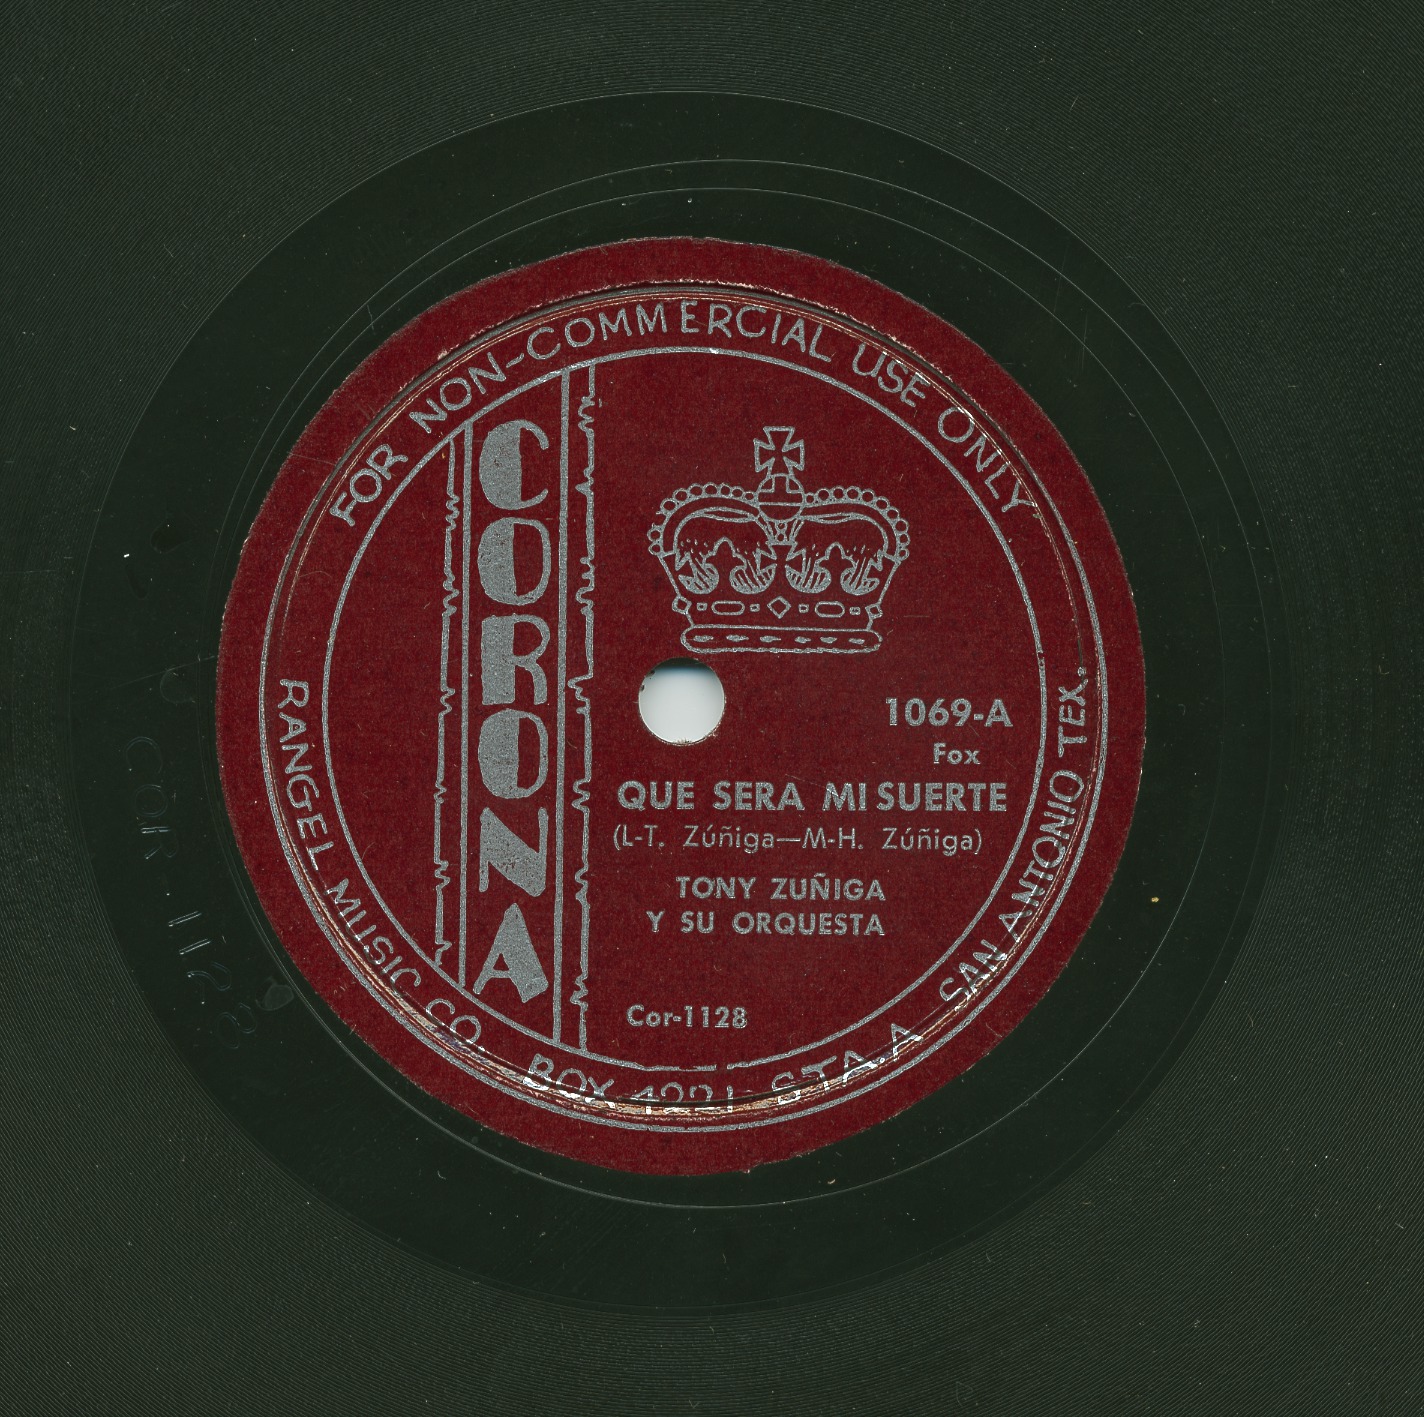 FOR NON-COMMERCIAL USE ONLY
CORONA
1069-A
Fox
QUE SERA MI SUERTE
(L-T. Zúñiga—M-H. Zúñiga)
TONY ZUÑIGA
Y SU ORQUESTA
Cor-1128
RANGEL MUSIC CO. BOX 4221 STA. A SAN ANTONIO TEX.
COR-1128